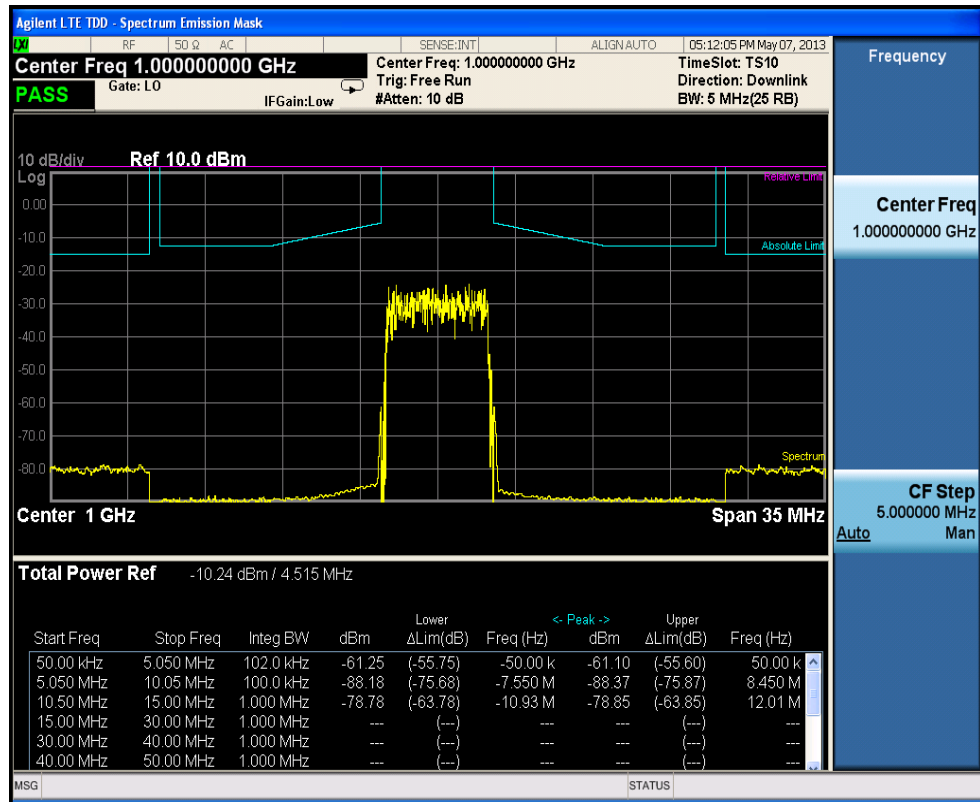 Agilent LTE TDD - Spectrum Emission Mask
LXI RF 50 Ω AC SENSE:INT ALIGNAUTO 05:12:05 PM May 07, 2013
Center Freq 1.000000000 GHz
Center Freq: 1.000000000 GHz
TimeSlot: TS10
Gate: LO
Trig: Free Run
Direction: Downlink
PASS
IFGain:Low
#Atten: 10 dB
BW: 5 MHz(25 RB)
10 dB/div Ref 10.0 dBm
Log
Relative Limit
0.00
-10.0
Absolute Limit
-20.0
-30.0
-40.0
-50.0
-60.0
-70.0
Spectrum
-80.0
Center 1 GHz Span 35 MHz
Total Power Ref -10.24 dBm / 4.515 MHz
Lower <- Peak -> Upper
Start Freq Stop Freq Integ BW dBm ΔLim(dB) Freq (Hz) dBm ΔLim(dB) Freq (Hz)
50.00 kHz 5.050 MHz 102.0 kHz -61.25 (-55.75) -50.00 k -61.10 (-55.60) 50.00 k
5.050 MHz 10.05 MHz 100.0 kHz -88.18 (-75.68) -7.550 M -88.37 (-75.87) 8.450 M
10.50 MHz 15.00 MHz 1.000 MHz -78.78 (-63.78) -10.93 M -78.85 (-63.85) 12.01 M
15.00 MHz 30.00 MHz 1.000 MHz --- (---) --- --- (---) ---
30.00 MHz 40.00 MHz 1.000 MHz --- (---) --- --- (---) ---
40.00 MHz 50.00 MHz 1.000 MHz --- (---) --- --- (---) ---
MSG STATUS
Frequency
Center Freq
1.000000000 GHz
CF Step
5.000000 MHz
Auto Man